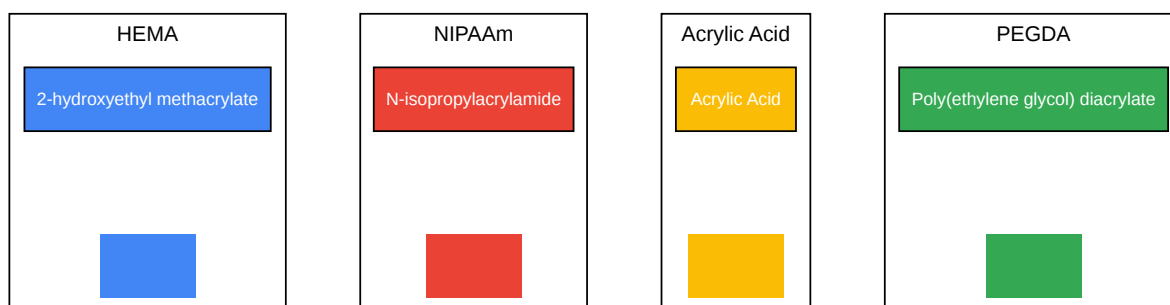 HEMA
2-hydroxyethyl methacrylate
NIPAAm
N-isopropylacrylamide
Acrylic Acid
Acrylic Acid
PEGDA
Poly(ethylene glycol) diacrylate